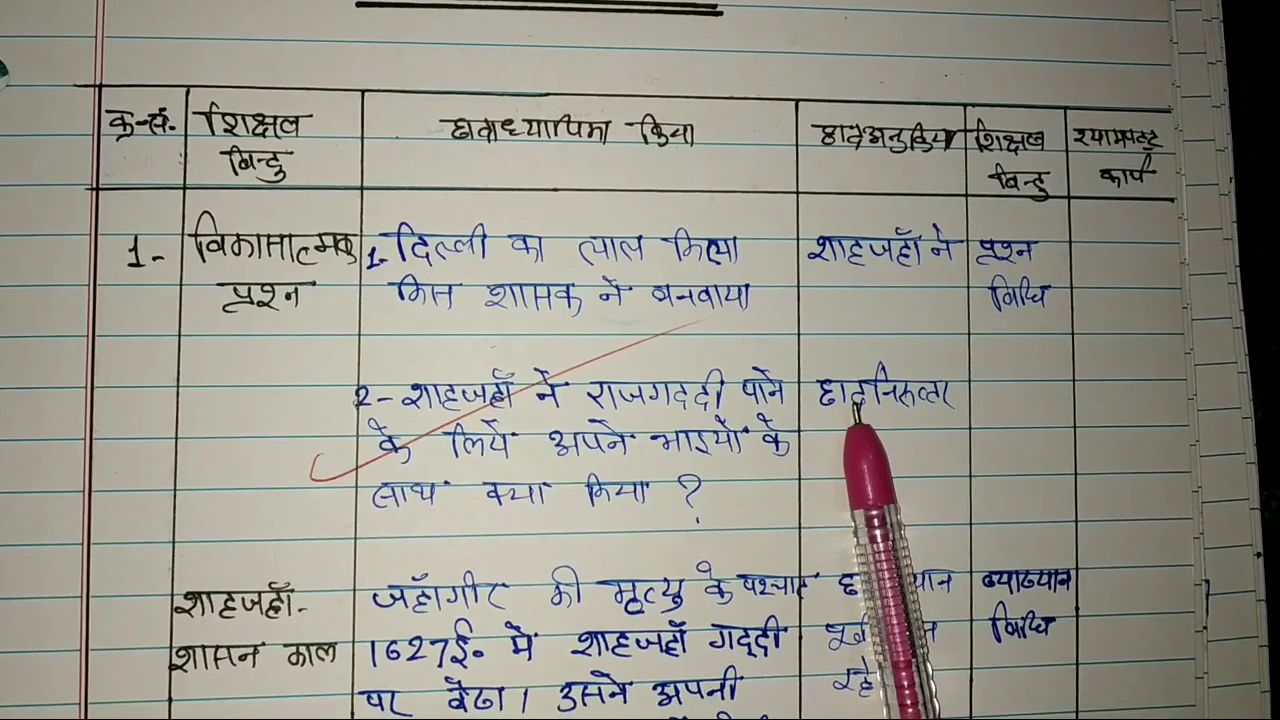 क्र-सं. शिक्षण बिन्दु छात्राध्यापिका क्रिया छात्रअनुक्रिया शिक्षण बिन्दु श्यामपट्ट कार्य
1- विकासात्मक प्रश्न
1. दिल्ली का लाल किला
किस शासक ने बनवाया
शाहजहाँ ने
प्रश्न
विधि
2- शाहजहाँ ने राजगद्दी पाने
के लिये अपने भाइयों के
साथ क्या किया ?
छात्र निरुत्तर
शाहजहाँ-
शासन काल
जहाँगीर की मृत्यु के पश्चात
1627ई० में शाहजहाँ गद्दी
पर बैठा। उसने अपनी
रहे
व्याख्यान
विधि